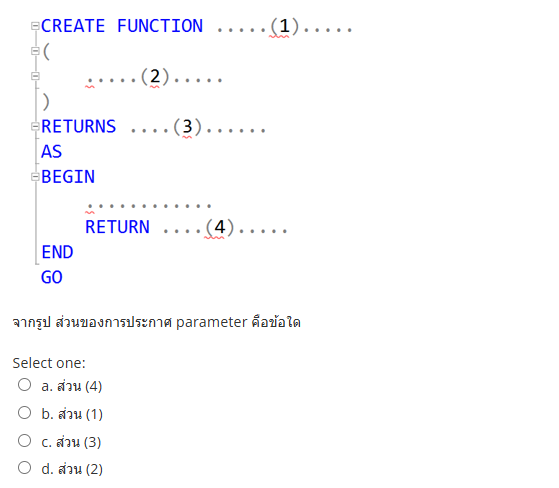 CREATE FUNCTION .....(1).....
(
.....(2).....
)
RETURNS ....(3)......
AS
BEGIN
............
RETURN ....(4).....
END
GO
จากรูป ส่วนของการประกาศ parameter คือข้อใด
Select one:
a. ส่วน (4)
b. ส่วน (1)
c. ส่วน (3)
d. ส่วน (2)